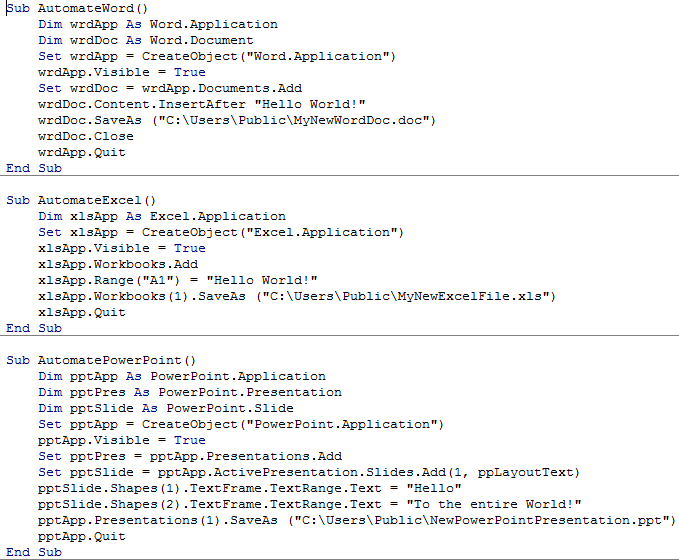 Sub AutomateWord()
    Dim wrdApp As Word.Application
    Dim wrdDoc As Word.Document
    Set wrdApp = CreateObject("Word.Application")
    wrdApp.Visible = True
    Set wrdDoc = wrdApp.Documents.Add
    wrdDoc.Content.InsertAfter "Hello World!"
    wrdDoc.SaveAs ("C:\Users\Public\MyNewWordDoc.doc")
    wrdDoc.Close
    wrdApp.Quit
End Sub

Sub AutomateExcel()
    Dim xlsApp As Excel.Application
    Set xlsApp = CreateObject("Excel.Application")
    xlsApp.Visible = True
    xlsApp.Workbooks.Add
    xlsApp.Range("A1") = "Hello World!"
    xlsApp.Workbooks(1).SaveAs ("C:\Users\Public\MyNewExcelFile.xls")
    xlsApp.Quit
End Sub

Sub AutomatePowerPoint()
    Dim pptApp As PowerPoint.Application
    Dim pptPres As PowerPoint.Presentation
    Dim pptSlide As PowerPoint.Slide
    Set pptApp = CreateObject("PowerPoint.Application")
    pptApp.Visible = True
    Set pptPres = pptApp.Presentations.Add
    Set pptSlide = pptApp.ActivePresentation.Slides.Add(1, ppLayoutText)
    pptSlide.Shapes(1).TextFrame.TextRange.Text = "Hello"
    pptSlide.Shapes(2).TextFrame.TextRange.Text = "To the entire World!"
    pptApp.Presentations(1).SaveAs ("C:\Users\Public\NewPowerPointPresentation.ppt")
    pptApp.Quit
End Sub